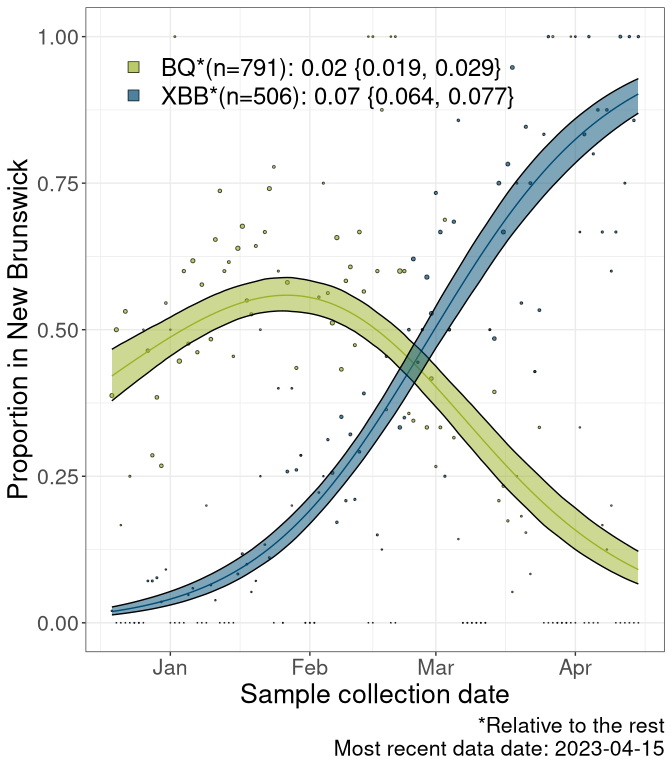 BQ*(n=791): 0.02 {0.019, 0.029}
XBB*(n=506): 0.07 {0.064, 0.077}
Proportion in New Brunswick
1.00
0.75
0.50
0.25
0.00
Jan Feb Mar Apr
Sample collection date
*Relative to the rest
Most recent data date: 2023-04-15